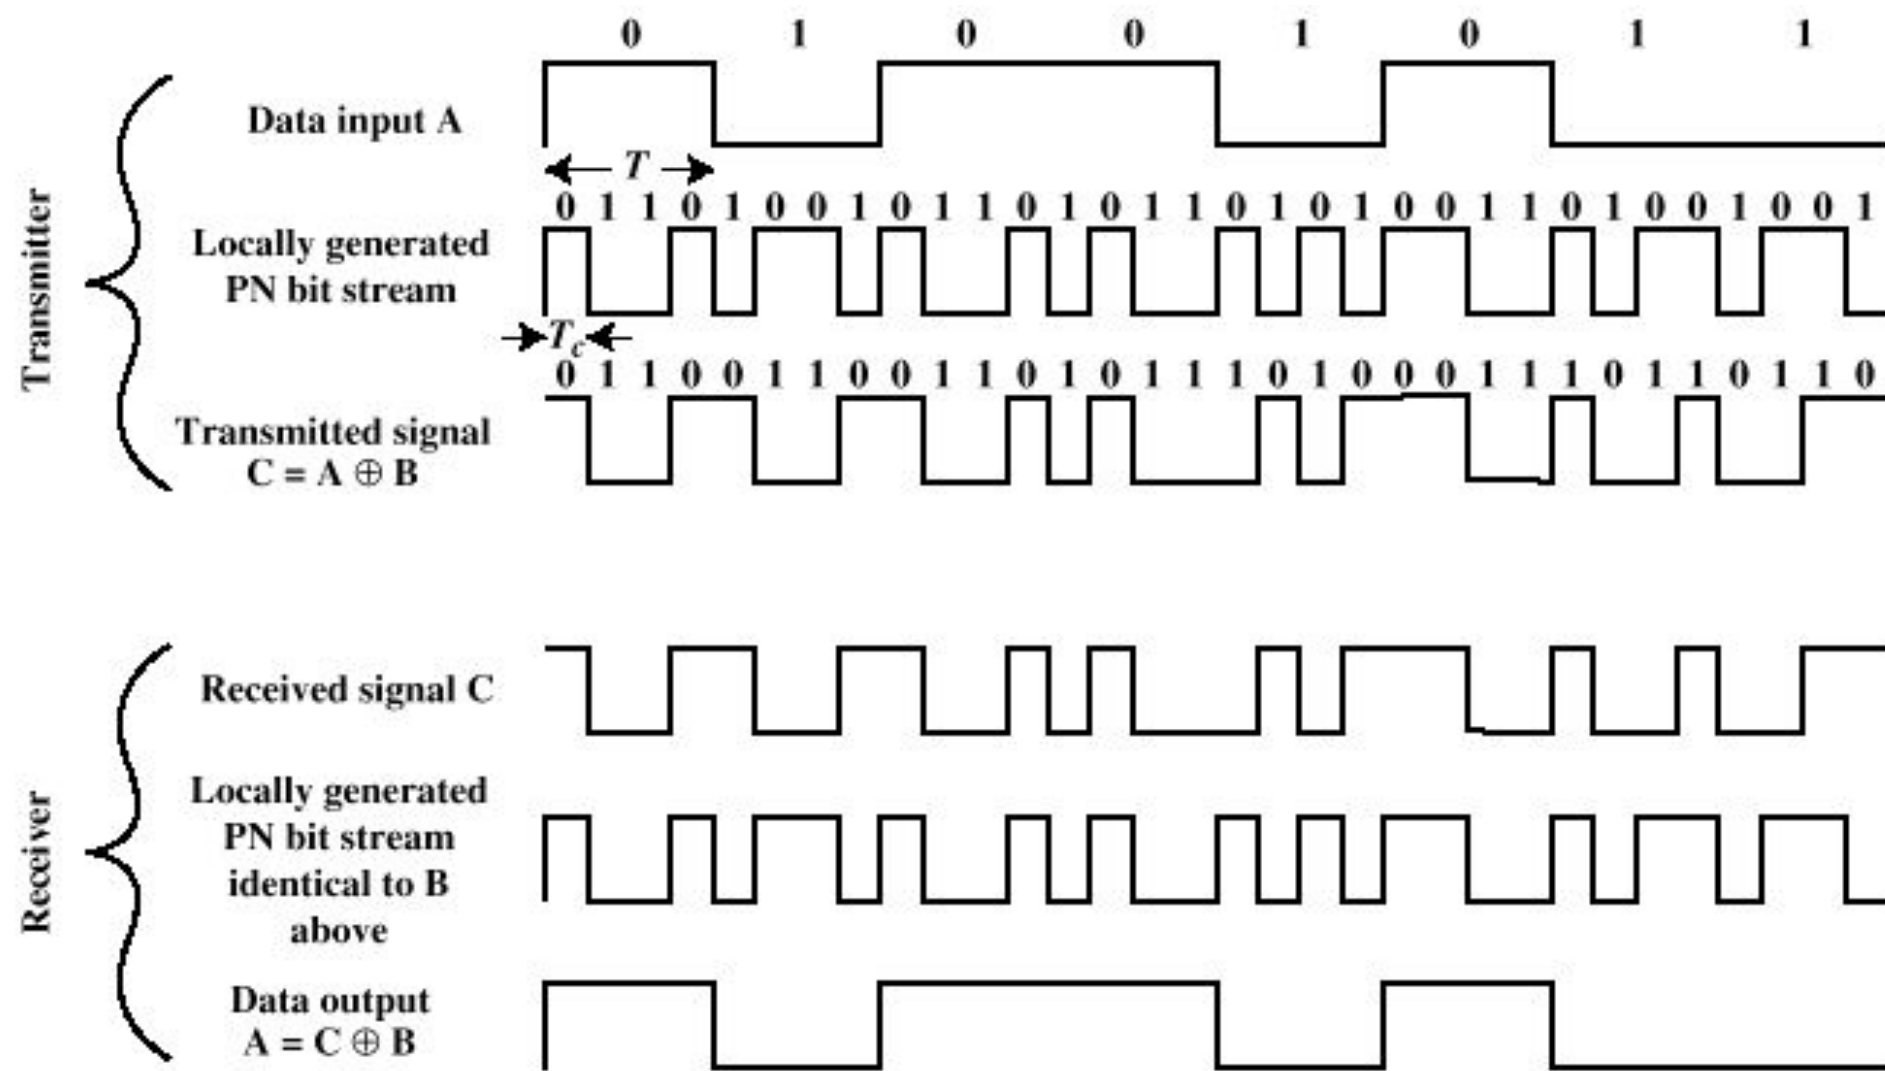 0 1 0 0 1 0 1 1
Data input A
T
0 1 1 0 1 0 0 1 0 1 1 0 1 0 1 1 0 1 0 1 0 0 1 1 0 1 0 0 1 0 0 1
Locally generated
PN bit stream
Tc
0 1 1 0 0 1 1 0 0 1 1 0 1 0 1 1 1 0 1 0 0 0 1 1 1 0 1 1 0 1 1 0
Transmitted signal
C = A ⊕ B
Transmitter
Received signal C
Locally generated
PN bit stream
identical to B
above
Data output
A = C ⊕ B
Receiver